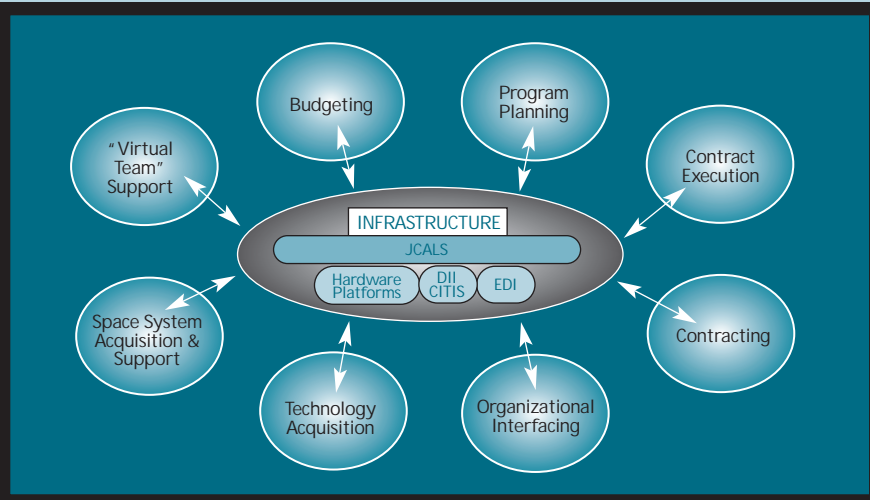 Budgeting
Program
Planning
"Virtual
Team"
Support
Contract
Execution
INFRASTRUCTURE
JCALS
Hardware
Platforms
DII
CITIS
EDI
Space System
Acquisition &
Support
Contracting
Technology
Acquisition
Organizational
Interfacing